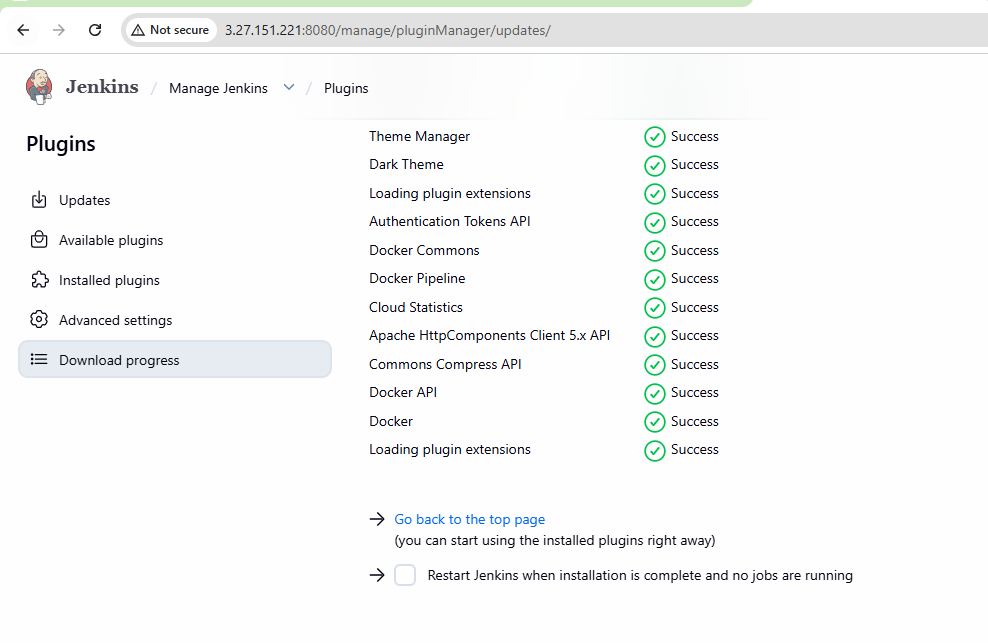 Not secure 3.27.151.221:8080/manage/pluginManager/updates/
Jenkins / Manage Jenkins / Plugins
Plugins
Updates
Available plugins
Installed plugins
Advanced settings
Download progress
Theme Manager Success
Dark Theme Success
Loading plugin extensions Success
Authentication Tokens API Success
Docker Commons Success
Docker Pipeline Success
Cloud Statistics Success
Apache HttpComponents Client 5.x API Success
Commons Compress API Success
Docker API Success
Docker Success
Loading plugin extensions Success
Go back to the top page
(you can start using the installed plugins right away)
Restart Jenkins when installation is complete and no jobs are running